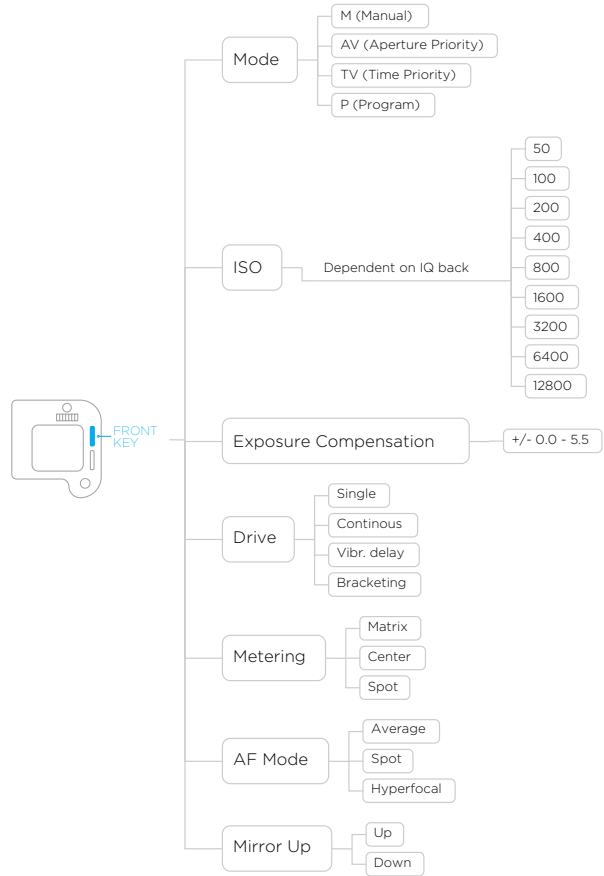 FRONT
KEY
Mode
M (Manual)
AV (Aperture Priority)
TV (Time Priority)
P (Program)
ISO
Dependent on IQ back
50
100
200
400
800
1600
3200
6400
12800
Exposure Compensation
+/- 0.0 - 5.5
Drive
Single
Continous
Vibr. delay
Bracketing
Metering
Matrix
Center
Spot
AF Mode
Average
Spot
Hyperfocal
Mirror Up
Up
Down